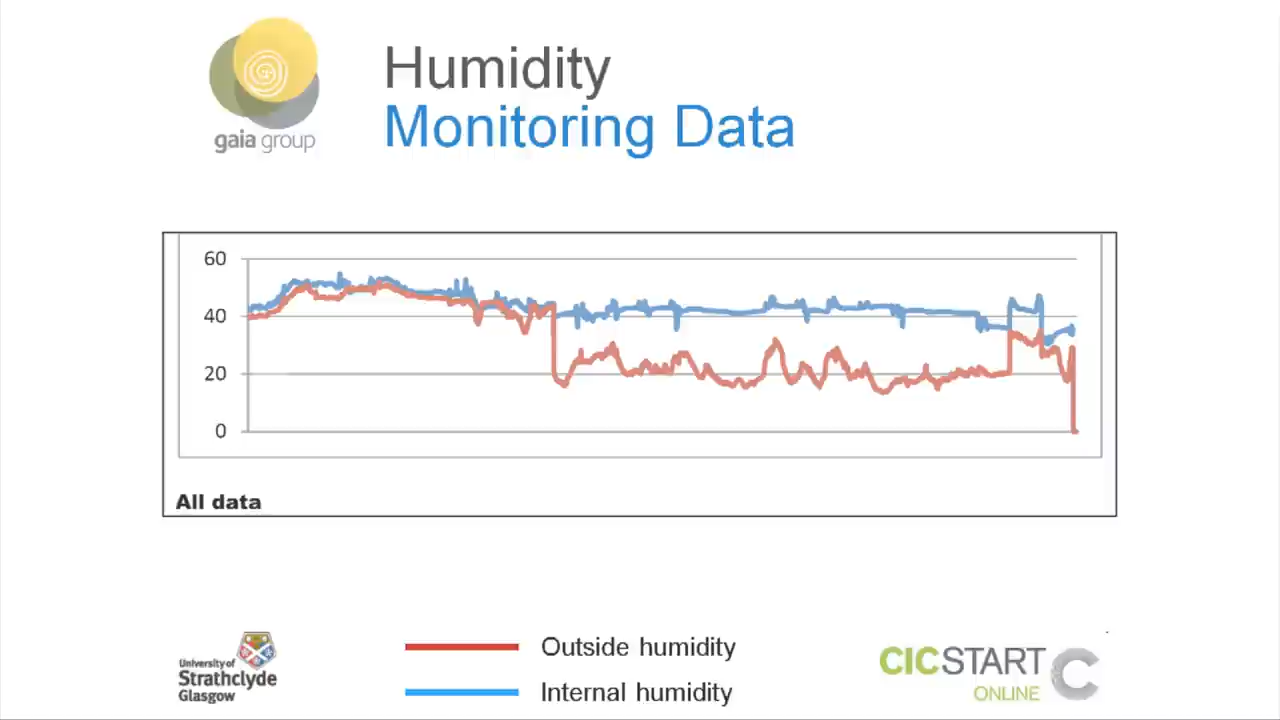 Humidity
Monitoring Data
gaia group
60
40
20
0
All data
University of
Strathclyde
Glasgow
Outside humidity
Internal humidity
CICSTART
ONLINE